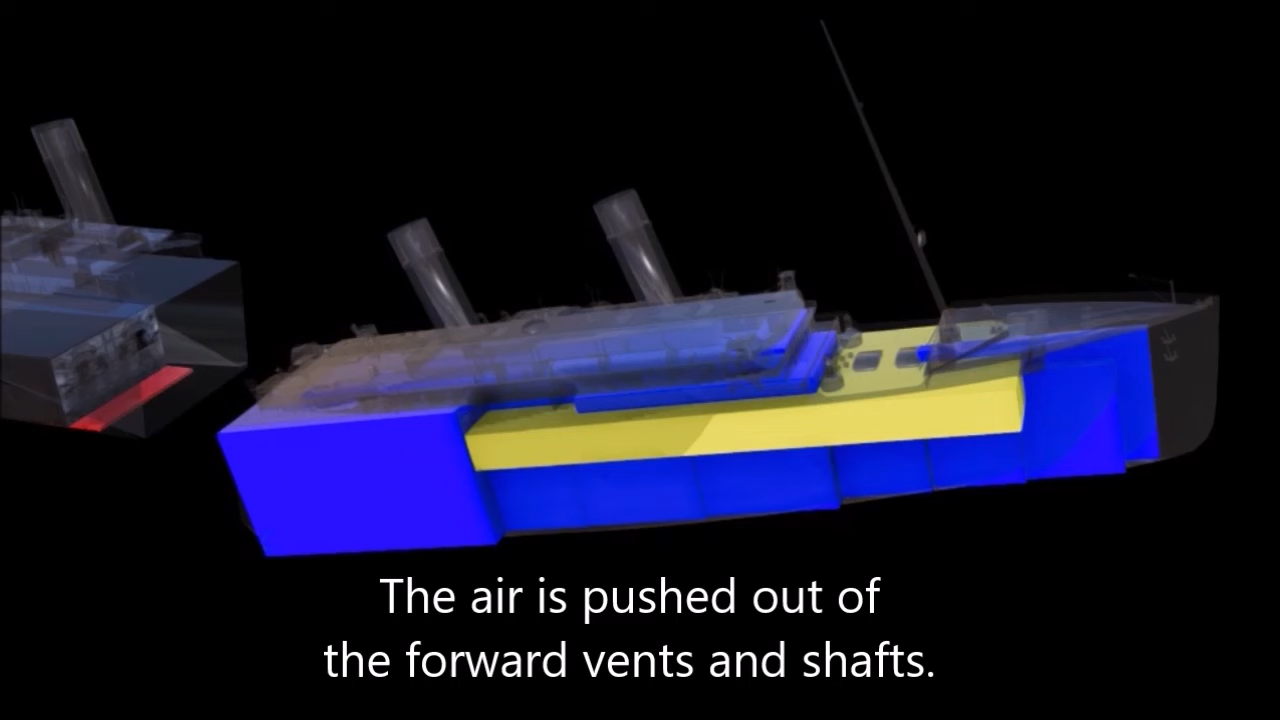 The air is pushed out of
the forward vents and shafts.